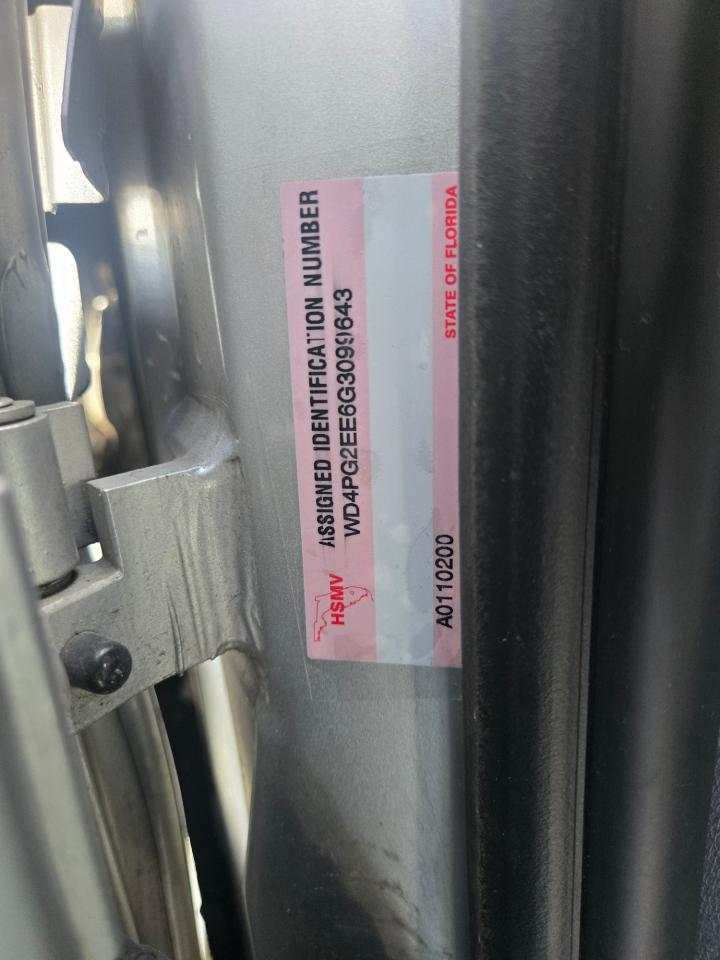 ASSIGNED IDENTIFICATION NUMBER
WD4PG2EE6G3099643
HSMV
A0110200
STATE OF FLORIDA